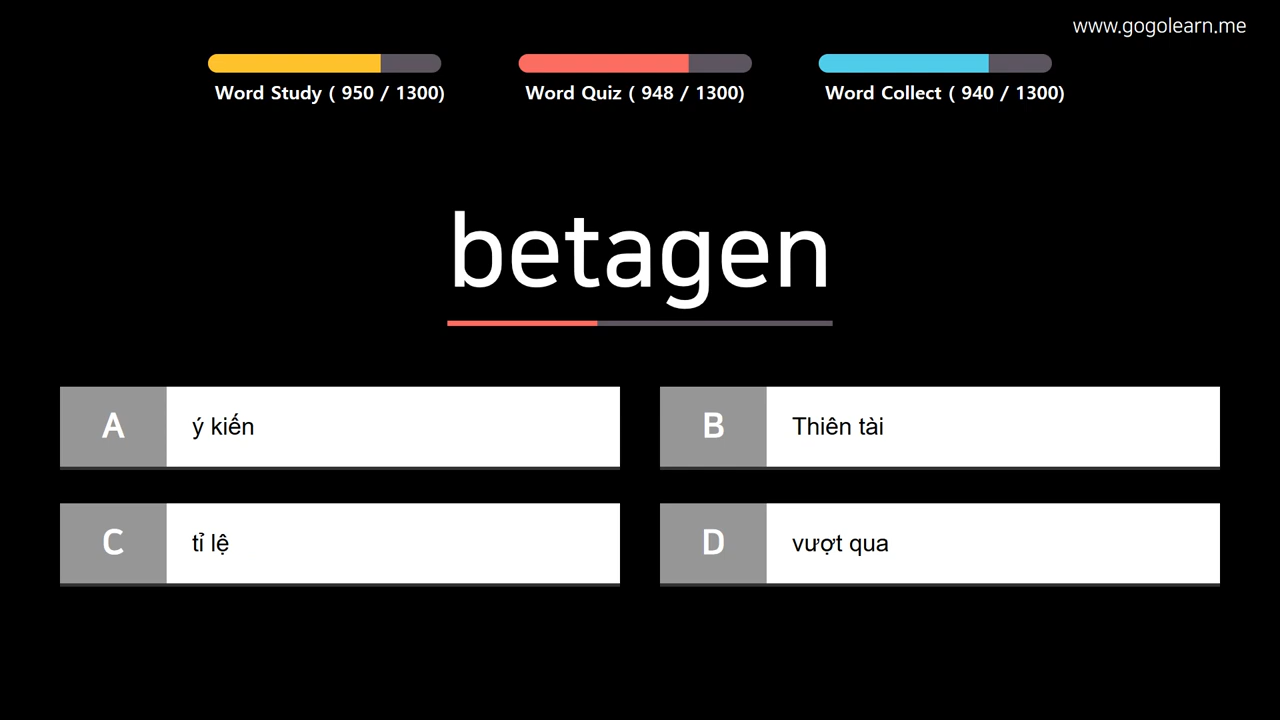 www.gogolearn.me
Word Study ( 950 / 1300)
Word Quiz ( 948 / 1300)
Word Collect ( 940 / 1300)
betagen
A ý kiến
B Thiên tài
C tỉ lệ
D vượt qua